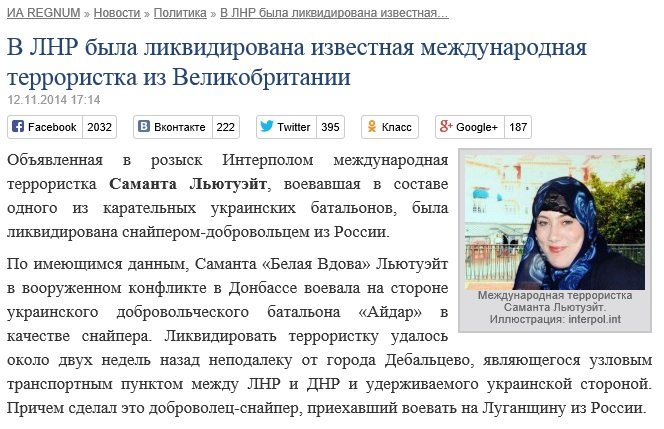 ИА REGNUM » Новости » Политика » В ЛНР была ликвидирована известная...
В ЛНР была ликвидирована известная международная
террористка из Великобритании
12.11.2014 17:14
Facebook 2032 Вконтакте 222 Twitter 395 Класс Google+ 187
Объявленная в розыск Интерполом международная
террористка Саманта Льютуэйт, воевавшая в составе
одного из карательных украинских батальонов, была
ликвидирована снайпером-добровольцем из России.
Международная террористка
Саманта Льютуэйт.
Иллюстрация: interpol.int
По имеющимся данным, Саманта «Белая Вдова» Льютуэйт
в вооруженном конфликте в Донбассе воевала на стороне
украинского добровольческого батальона «Айдар» в
качестве снайпера. Ликвидировать террористку удалось
около двух недель назад неподалеку от города Дебальцево, являющегося узловым
транспортным пунктом между ЛНР и ДНР и удерживаемого украинской стороной.
Причем сделал это доброволец-снайпер, приехавший воевать на Луганщину из России.